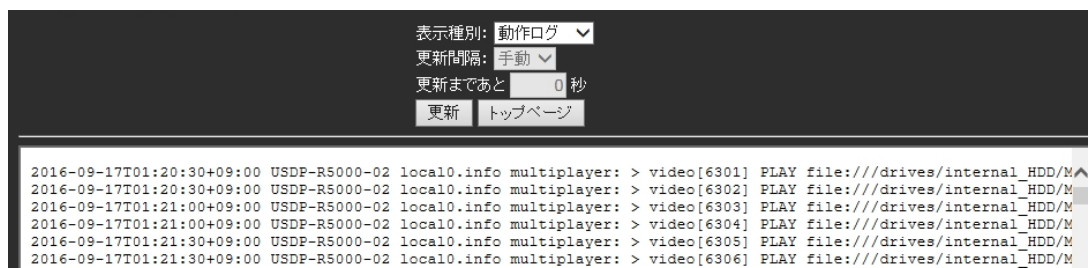 表示種別: 動作ログ
更新間隔: 手動
更新まであと 0 秒
更新 トップページ
2016-09-17T01:20:30+09:00 USDP-R5000-02 local0.info multiplayer: > video[6301] PLAY file:///drives/internal_HDD/M
2016-09-17T01:20:30+09:00 USDP-R5000-02 local0.info multiplayer: > video[6302] PLAY file:///drives/internal_HDD/M
2016-09-17T01:21:00+09:00 USDP-R5000-02 local0.info multiplayer: > video[6303] PLAY file:///drives/internal_HDD/M
2016-09-17T01:21:00+09:00 USDP-R5000-02 local0.info multiplayer: > video[6304] PLAY file:///drives/internal_HDD/M
2016-09-17T01:21:30+09:00 USDP-R5000-02 local0.info multiplayer: > video[6305] PLAY file:///drives/internal_HDD/M
2016-09-17T01:21:30+09:00 USDP-R5000-02 local0.info multiplayer: > video[6306] PLAY file:///drives/internal_HDD/M